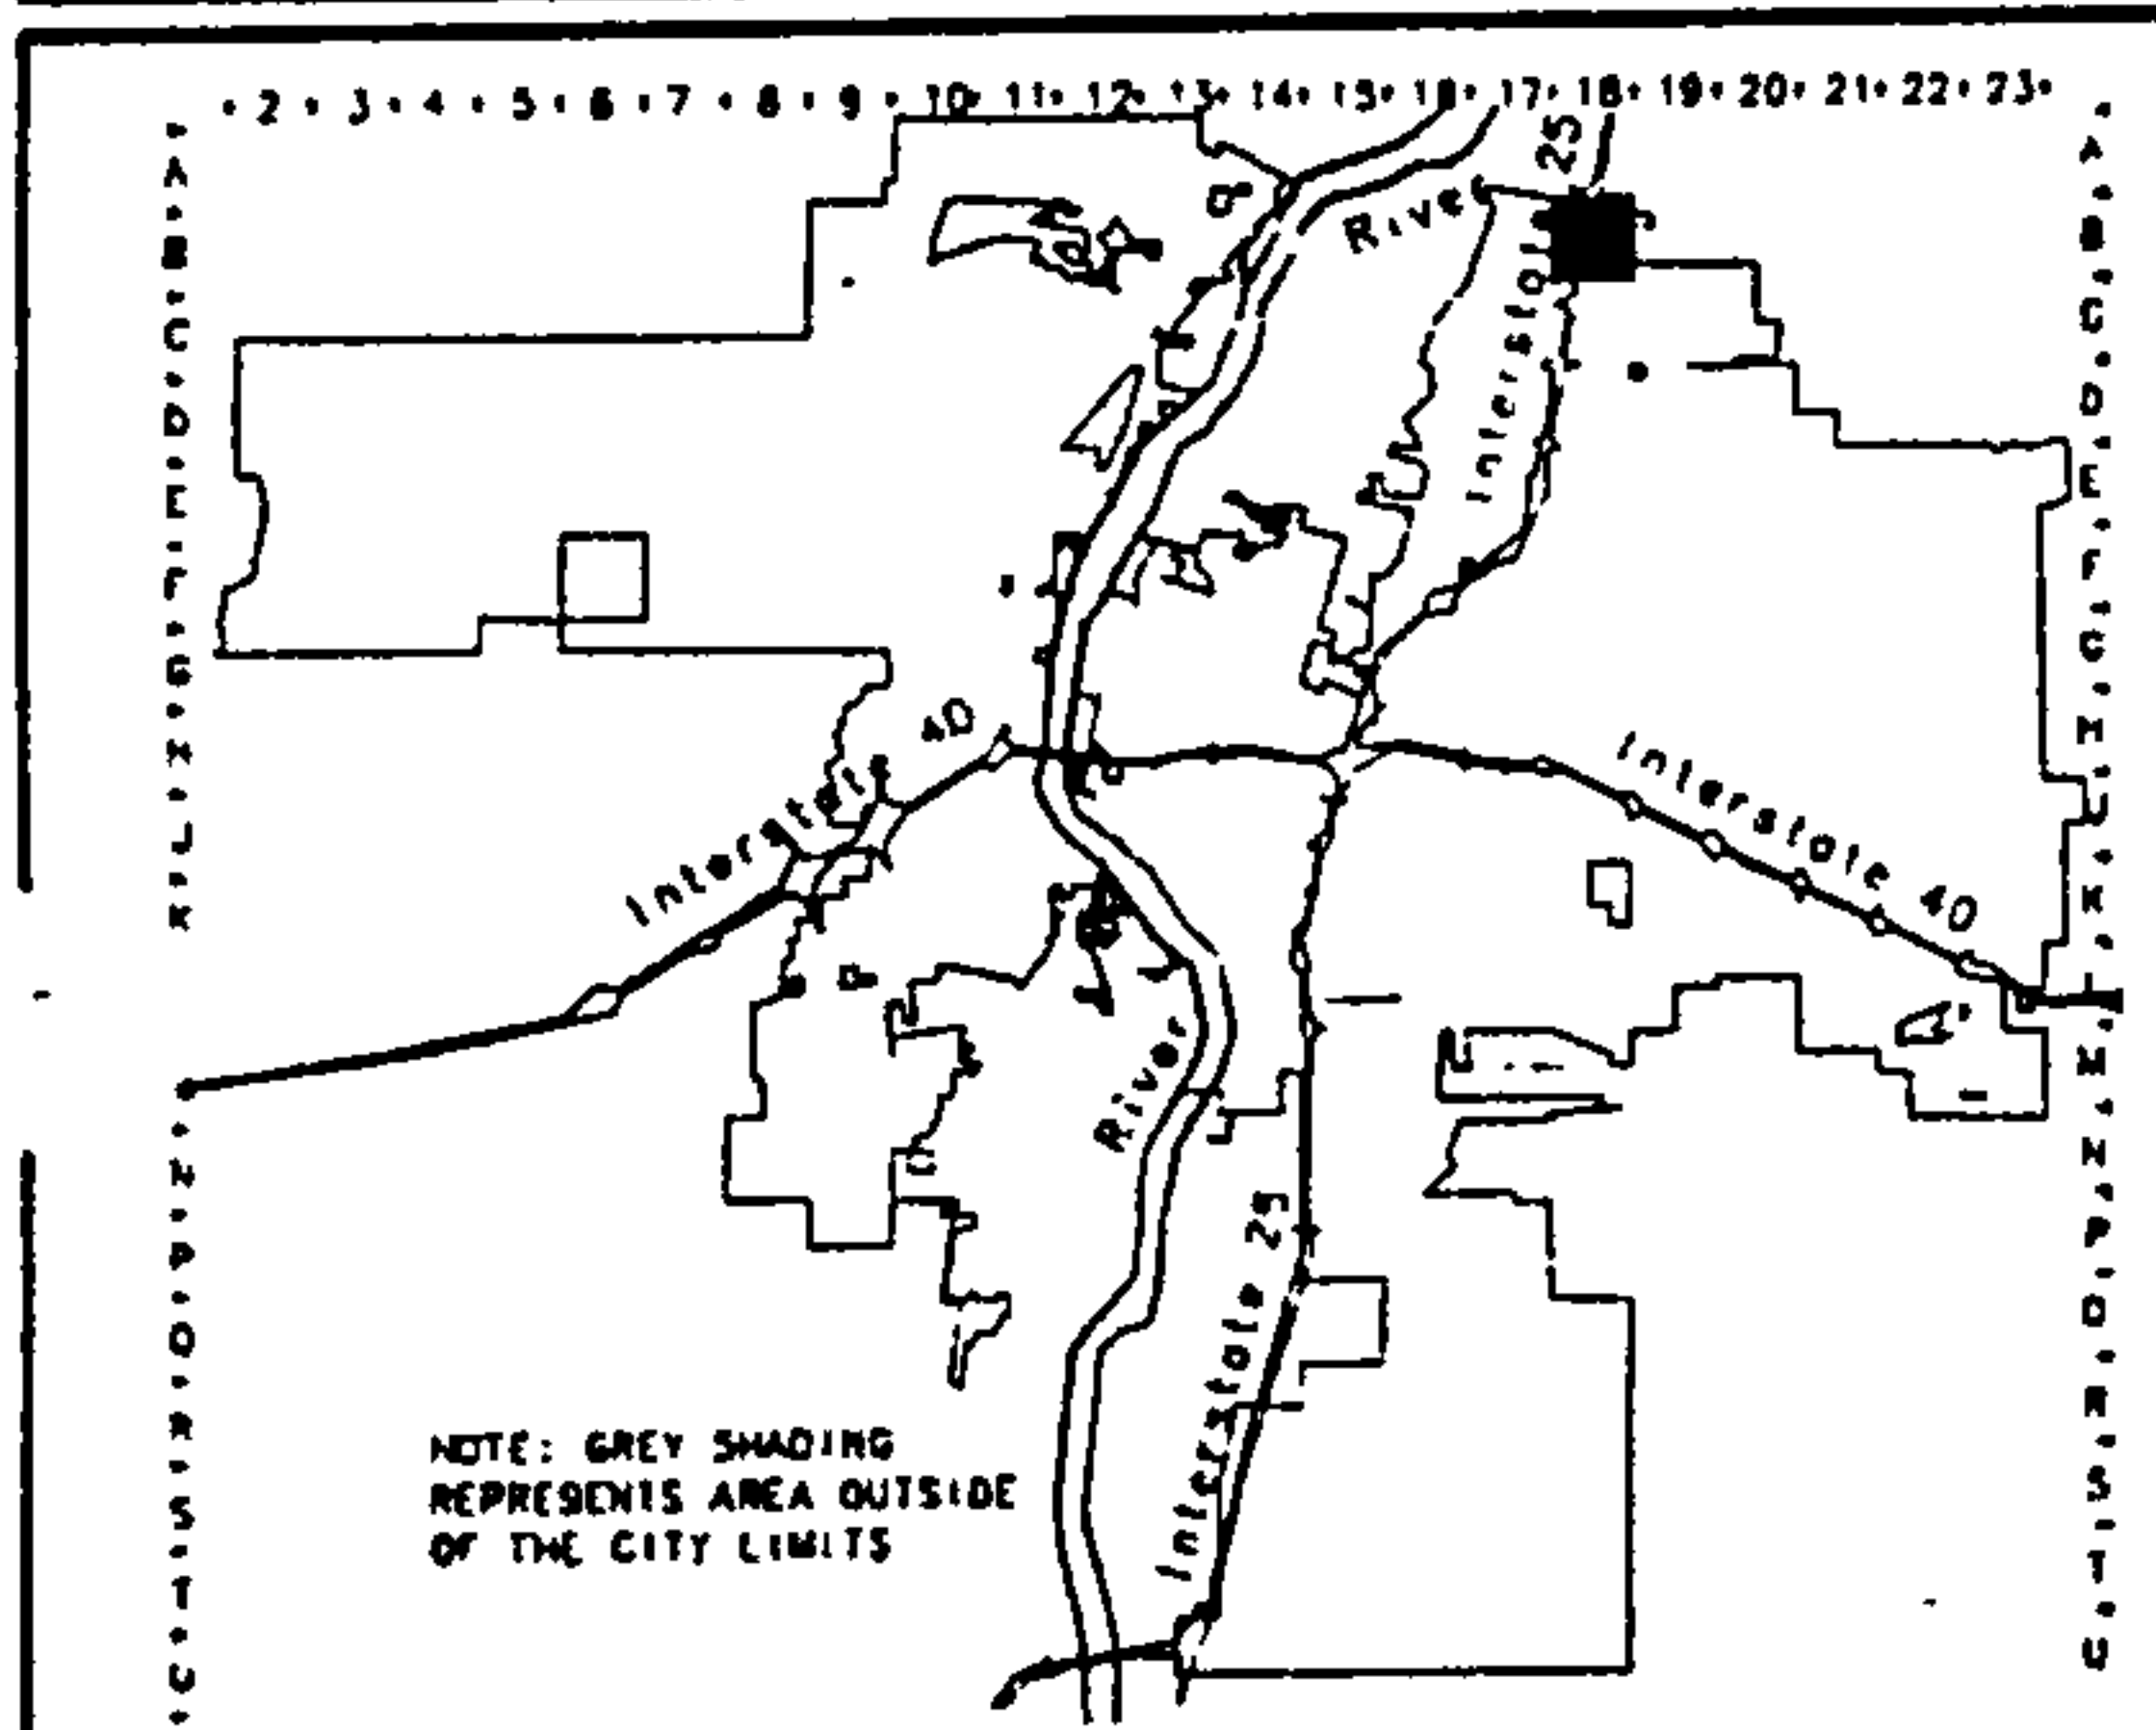 2 3 4 5 6 7 8 9 10 11 12 13 14 15 16 17 18 19 20 21 22 23
A
B
C
D
E
F
G
H
J
K
N
P
Q
R
S
T
U
A
B
C
D
E
F
G
H
J
K
L
M
N
P
Q
R
S
T
U
River
Interstate 25
Interstate 40
Interstate 40
River
Interstate 25
NOTE: GREY SHADING
REPRESENTS AREA OUTSIDE
OF THE CITY LIMITS